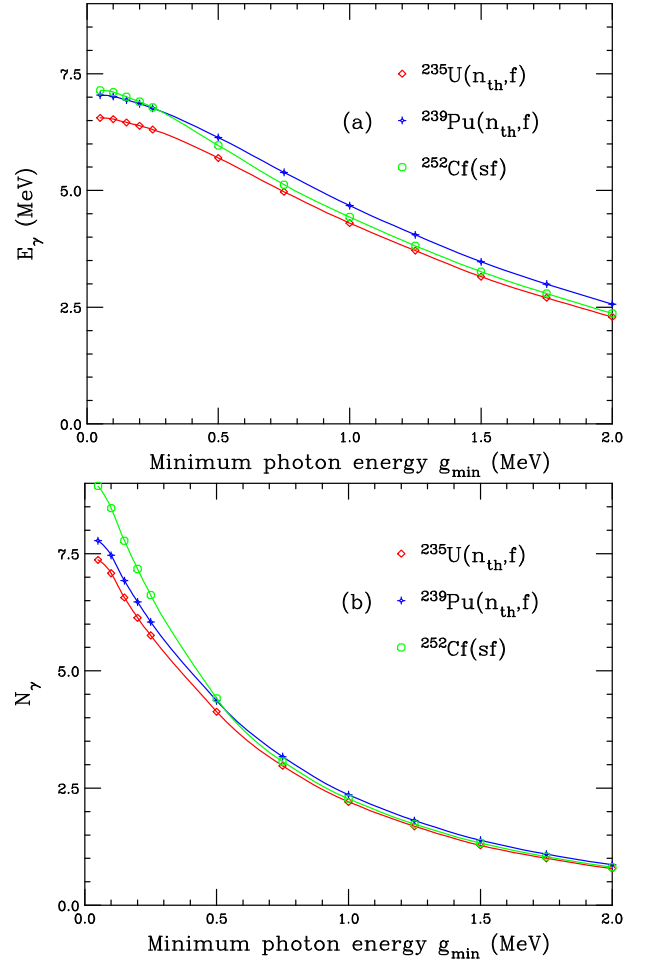 7.5
5.0
2.5
0.0
E_γ (MeV)
(a)
²³⁵U(n_th,f)
²³⁹Pu(n_th,f)
²⁵²Cf(sf)
0.0 0.5 1.0 1.5 2.0
Minimum photon energy g_min (MeV)
7.5
5.0
2.5
0.0
N_γ
(b)
²³⁵U(n_th,f)
²³⁹Pu(n_th,f)
²⁵²Cf(sf)
0.0 0.5 1.0 1.5 2.0
Minimum photon energy g_min (MeV)